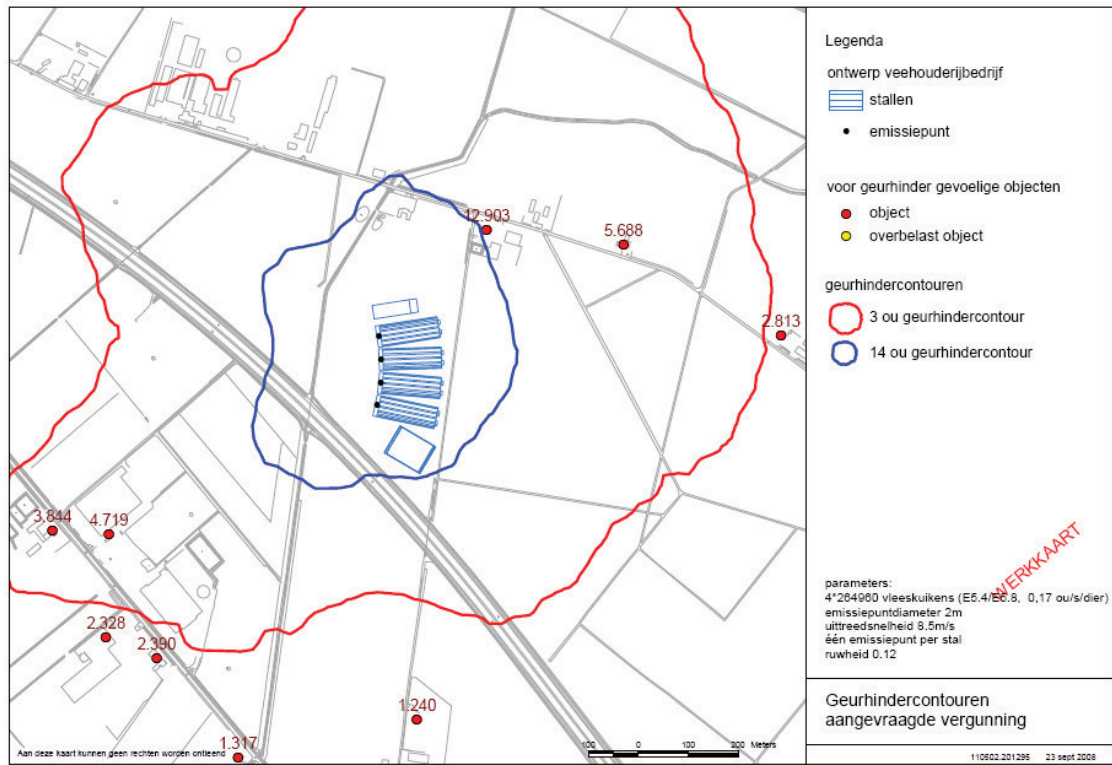 12.903
5.688
2.813
3.844
4.719
2.328
2.390
1.240
1.317
Aan deze kaart kunnen geen rechten worden ontleend
100 0 100 200 Meters
Legenda
ontwerp veehouderijbedrijf
stallen
emissiepunt
voor geurhinder gevoelige objecten
object
overbelast object
geurhindercontouren
3 ou geurhindercontour
14 ou geurhindercontour
WERKKAART
parameters:
4*264960 vleeskuikens (E5.4/E5.8, 0,17 ou/s/dier)
emissiepuntdiameter 2m
uittreedsnelheid 8.5m/s
één emissiepunt per stal
ruwheid 0.12
Geurhindercontouren
aangevraagde vergunning
110502.201295 23 sept 2008